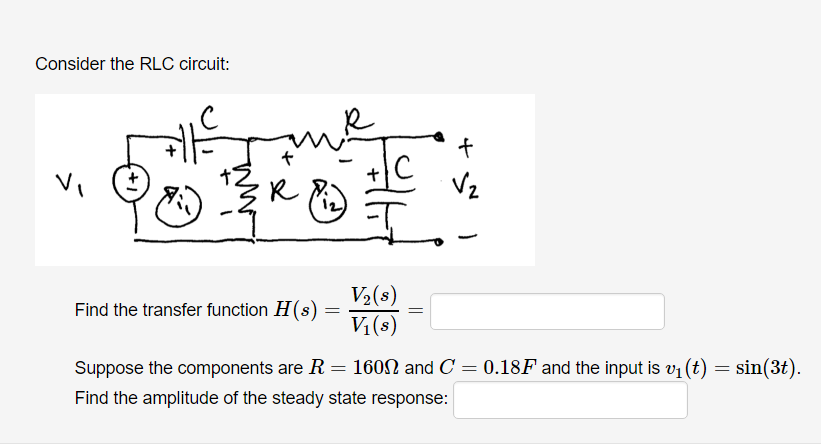 Consider the RLC circuit:
C
R
+ -
+ -
+
V₁
+
-
i₁
+
-
R
i₂
+
-
C
V₂
-
Find the transfer function H(s) = V₂(s)/V₁(s) =
Suppose the components are R = 160Ω and C = 0.18F and the input is v₁(t) = sin(3t).
Find the amplitude of the steady state response: